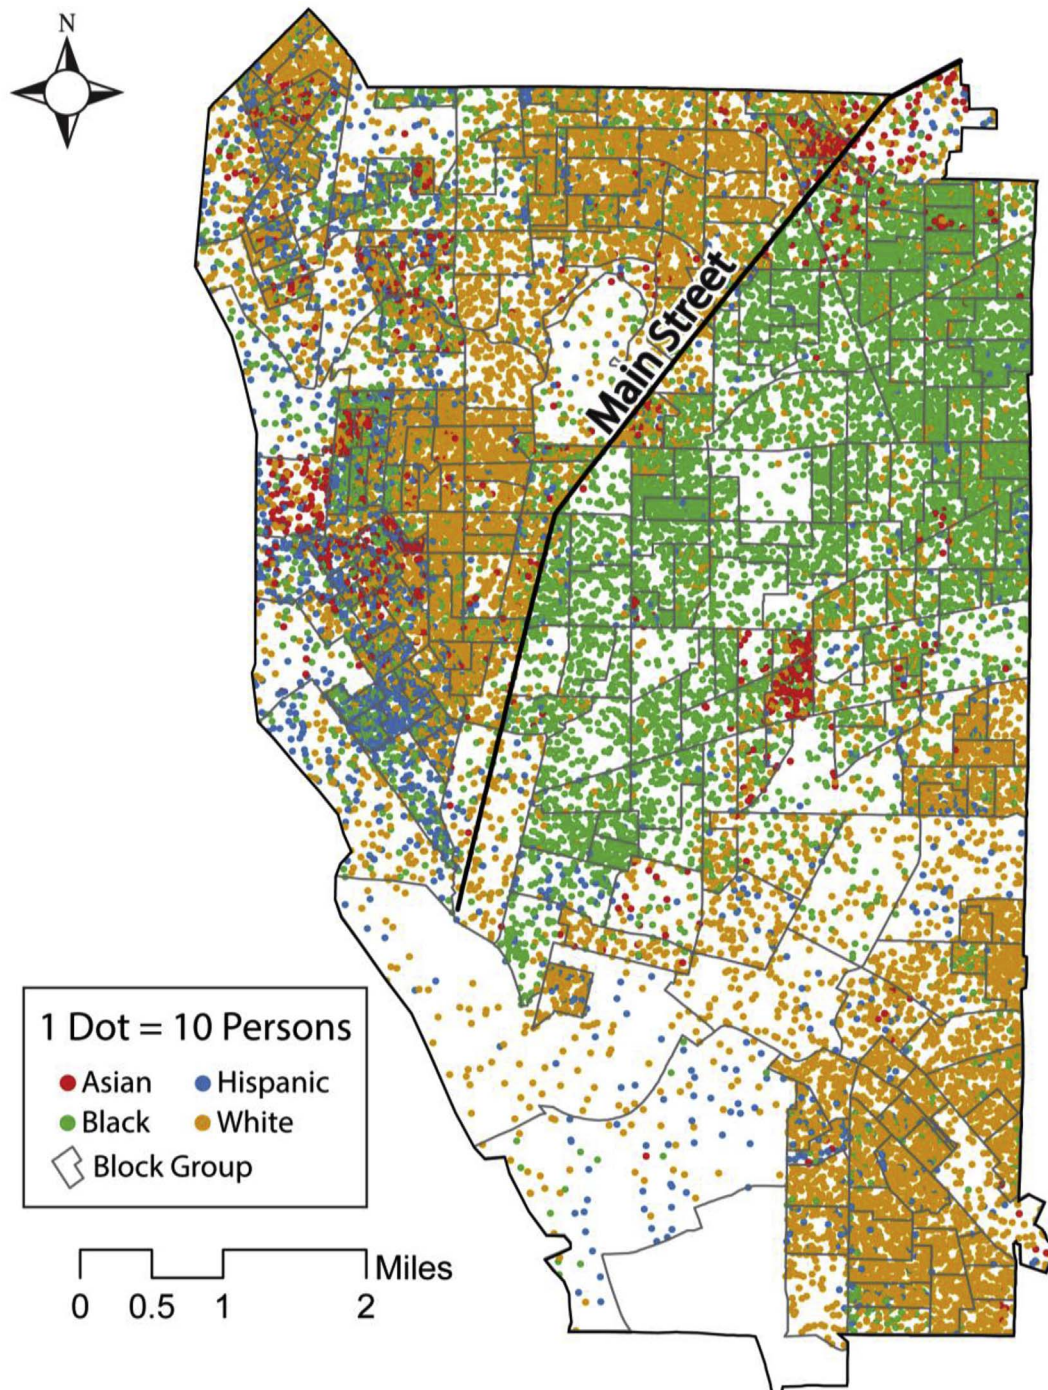 N
Main Street
1 Dot = 10 Persons
Asian
Hispanic
Black
White
Block Group
Miles
0 0.5 1 2